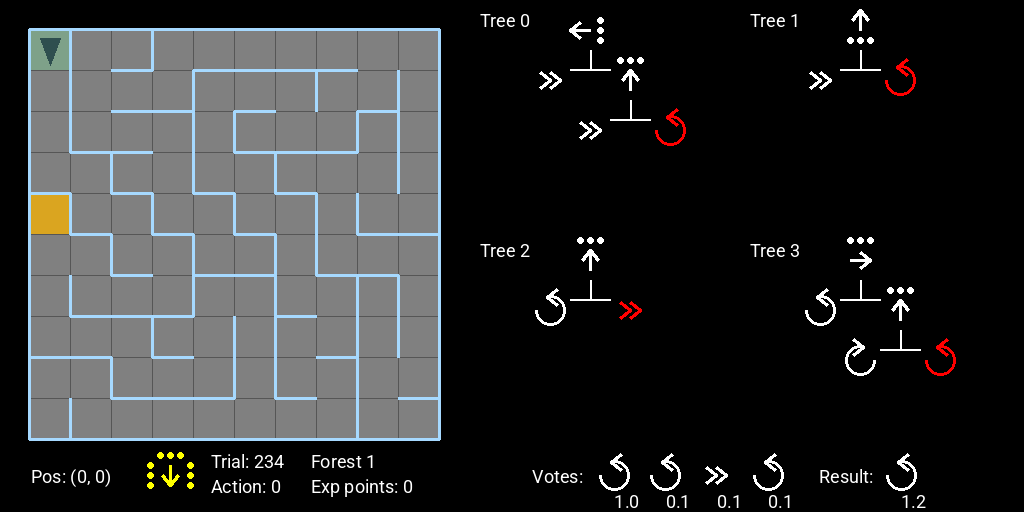 Tree 0
Tree 1
Tree 2
Tree 3
Pos: (0, 0)
Trial: 234
Forest 1
Action: 0
Exp points: 0
Votes:
1.0
0.1
0.1
0.1
Result:
1.2